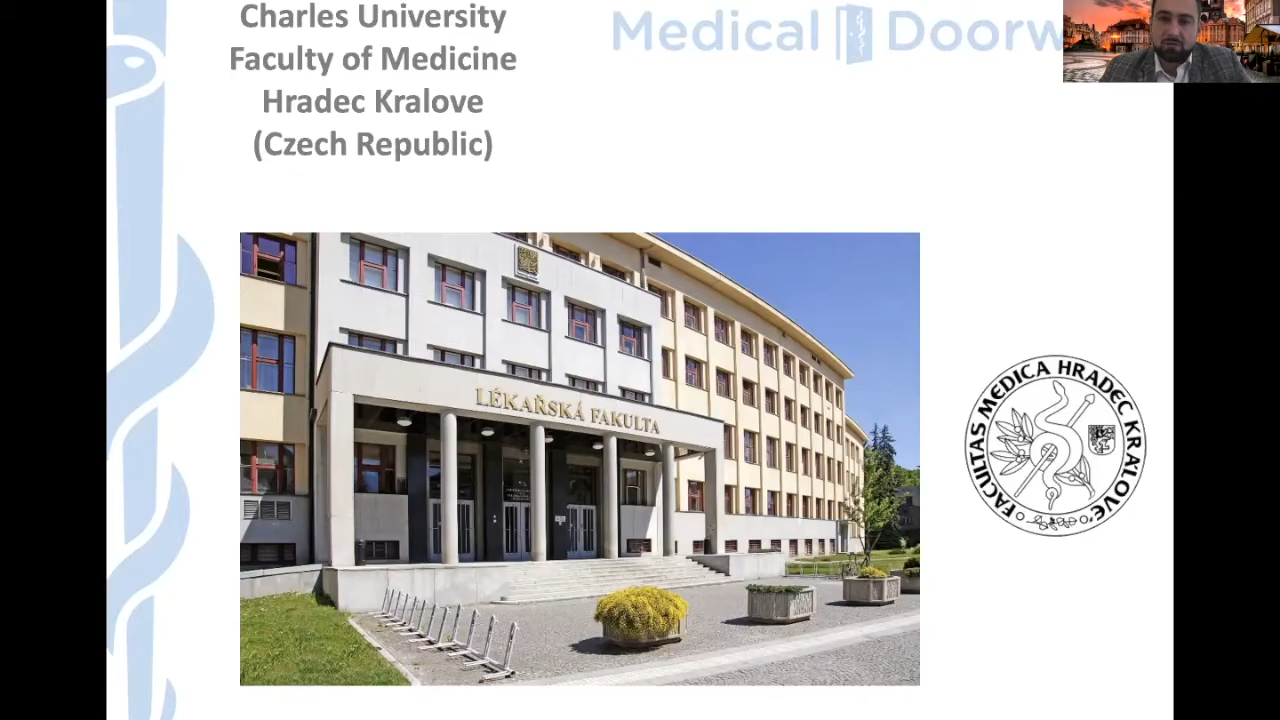 Charles University
Faculty of Medicine
Hradec Kralove
(Czech Republic)
Medical Doorw
LÉKAŘSKÁ FAKULTA
FACULTAS MEDICA HRADEC KRALOVE